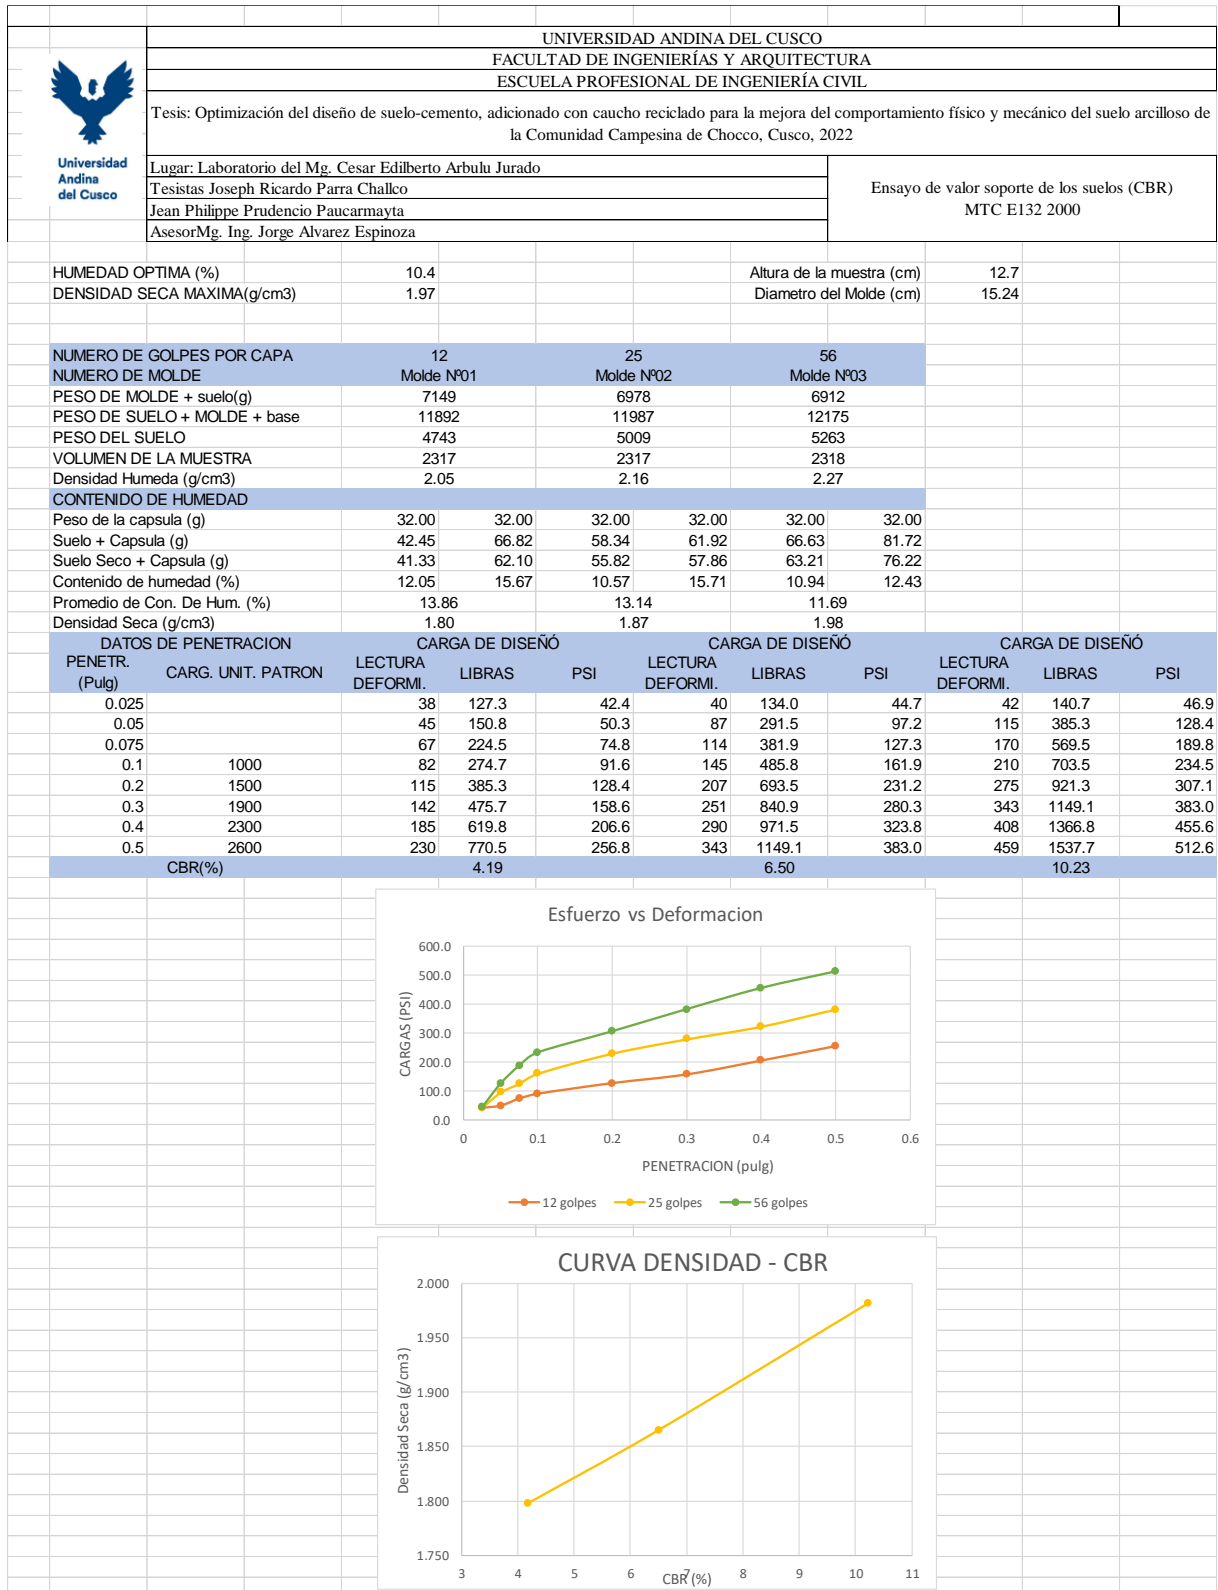 UNIVERSIDAD ANDINA DEL CUSCO
FACULTAD DE INGENIERÍAS Y ARQUITECTURA
ESCUELA PROFESIONAL DE INGENIERÍA CIVIL
Tesis: Optimización del diseño de suelo-cemento, adicionado con caucho reciclado para la mejora del comportamiento físico y mecánico del suelo arcilloso de
la Comunidad Campesina de Chocco, Cusco, 2022
Universidad
Andina
del Cusco
Lugar: Laboratorio del Mg. Cesar Edilberto Arbulu Jurado
Tesistas Joseph Ricardo Parra Challco
Jean Philippe Prudencio Paucarmayta
AsesorMg. Ing. Jorge Alvarez Espinoza
Ensayo de valor soporte de los suelos (CBR)
MTC E132 2000
HUMEDAD OPTIMA (%) 10.4 Altura de la muestra (cm) 12.7
DENSIDAD SECA MAXIMA(g/cm3) 1.97 Diametro del Molde (cm) 15.24
NUMERO DE GOLPES POR CAPA 12 25 56
NUMERO DE MOLDE Molde Nº01 Molde Nº02 Molde Nº03
PESO DE MOLDE + suelo(g) 7149 6978 6912
PESO DE SUELO + MOLDE + base 11892 11987 12175
PESO DEL SUELO 4743 5009 5263
VOLUMEN DE LA MUESTRA 2317 2317 2318
Densidad Humeda (g/cm3) 2.05 2.16 2.27
CONTENIDO DE HUMEDAD
Peso de la capsula (g) 32.00 32.00 32.00 32.00 32.00 32.00
Suelo + Capsula (g) 42.45 66.82 58.34 61.92 66.63 81.72
Suelo Seco + Capsula (g) 41.33 62.10 55.82 57.86 63.21 76.22
Contenido de humedad (%) 12.05 15.67 10.57 15.71 10.94 12.43
Promedio de Con. De Hum. (%) 13.86 13.14 11.69
Densidad Seca (g/cm3) 1.80 1.87 1.98
DATOS DE PENETRACION CARGA DE DISEÑÓ CARGA DE DISEÑÓ CARGA DE DISEÑÓ
PENETR. (Pulg) CARG. UNIT. PATRON LECTURA DEFORMI. LIBRAS PSI LECTURA DEFORMI. LIBRAS PSI LECTURA DEFORMI. LIBRAS PSI
0.025 38 127.3 42.4 40 134.0 44.7 42 140.7 46.9
0.05 45 150.8 50.3 87 291.5 97.2 115 385.3 128.4
0.075 67 224.5 74.8 114 381.9 127.3 170 569.5 189.8
0.1 1000 82 274.7 91.6 145 485.8 161.9 210 703.5 234.5
0.2 1500 115 385.3 128.4 207 693.5 231.2 275 921.3 307.1
0.3 1900 142 475.7 158.6 251 840.9 280.3 343 1149.1 383.0
0.4 2300 185 619.8 206.6 290 971.5 323.8 408 1366.8 455.6
0.5 2600 230 770.5 256.8 343 1149.1 383.0 459 1537.7 512.6
CBR(%) 4.19 6.50 10.23
Esfuerzo vs Deformacion
CARGAS (PSI)
600.0
500.0
400.0
300.0
200.0
100.0
0.0
0 0.1 0.2 0.3 0.4 0.5 0.6
PENETRACION (pulg)
12 golpes 25 golpes 56 golpes
CURVA DENSIDAD - CBR
Densidad Seca (g/cm3)
2.000
1.950
1.900
1.850
1.800
1.750
3 4 5 6 7 8 9 10 11
CBR (%)